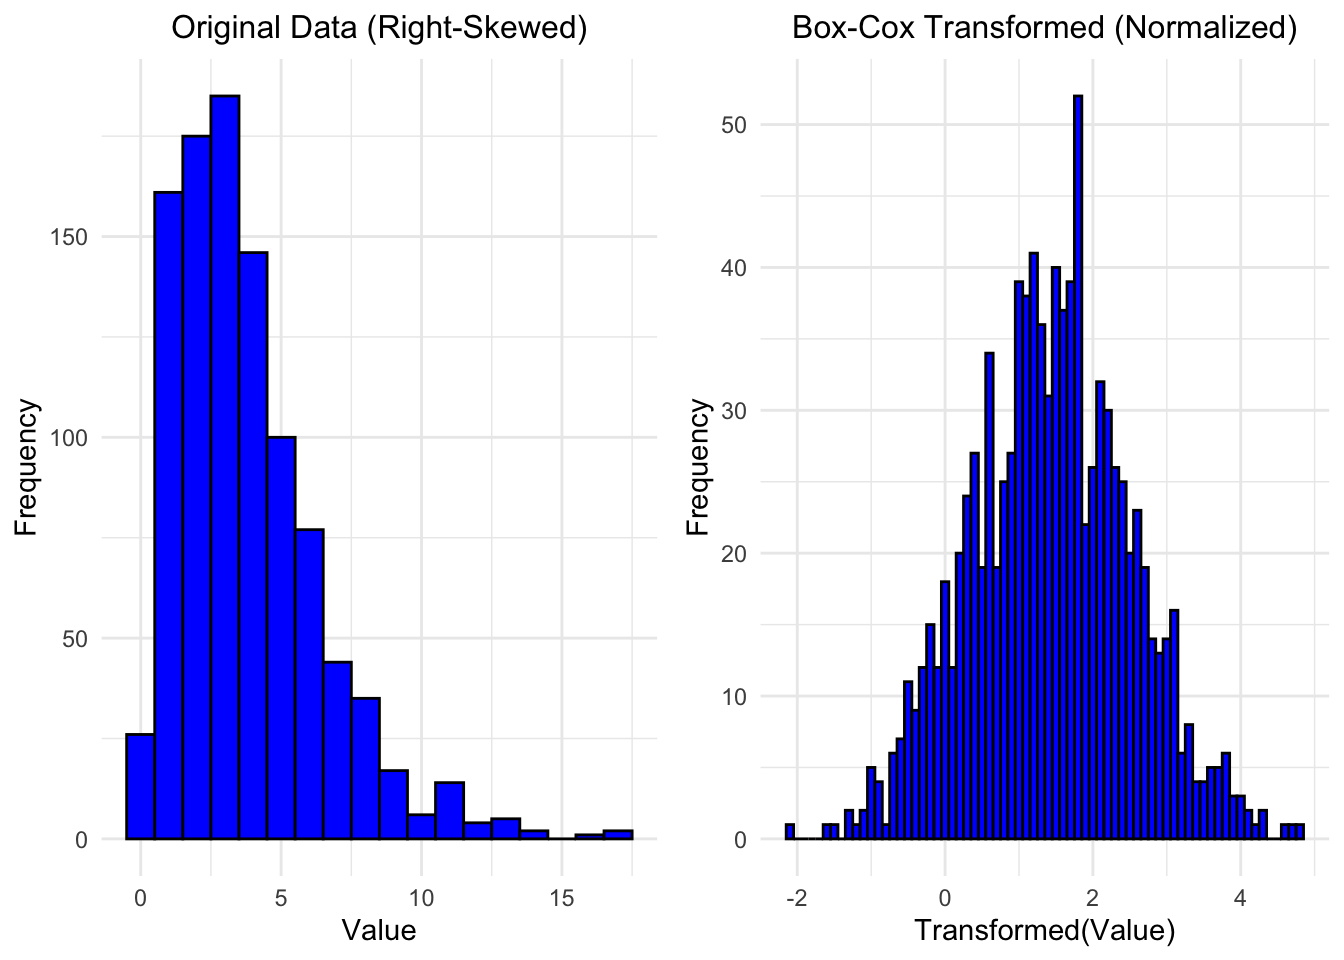 Original Data (Right-Skewed)
Frequency
150
100
50
0
0 5 10 15
Value
Box-Cox Transformed (Normalized)
Frequency
50
40
30
20
10
0
-2 0 2 4
Transformed(Value)